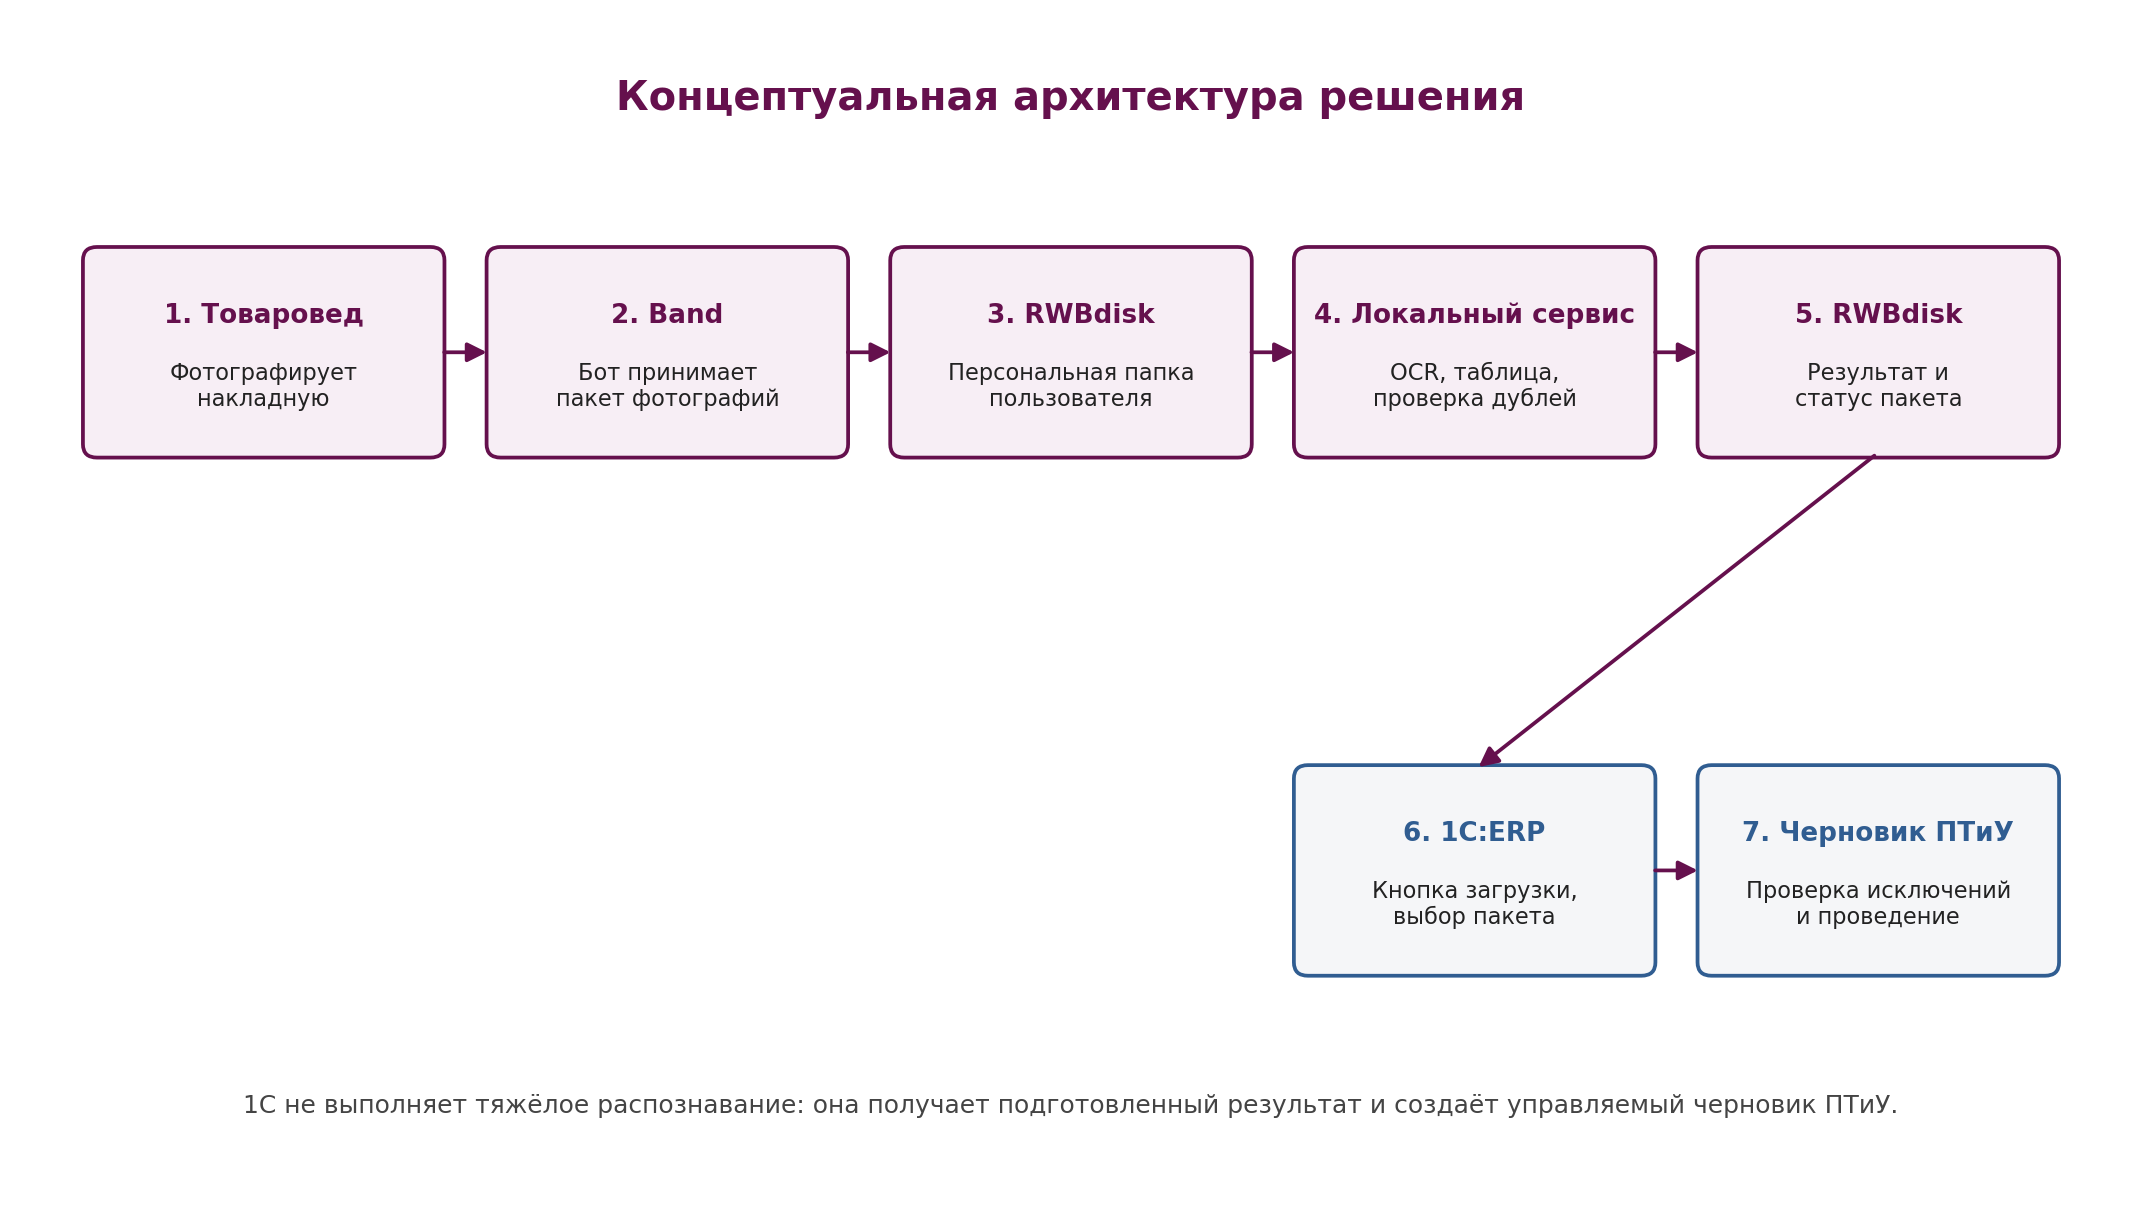 Концептуальная архитектура решения
1. Товаровед
Фотографирует
накладную
2. Band
Бот принимает
пакет фотографий
3. RWBdisk
Персональная папка
пользователя
4. Локальный сервис
OCR, таблица,
проверка дублей
5. RWBdisk
Результат и
статус пакета
6. 1С:ERP
Кнопка загрузки,
выбор пакета
7. Черновик ПТиУ
Проверка исключений
и проведение
1С не выполняет тяжёлое распознавание: она получает подготовленный результат и создаёт управляемый черновик ПТиУ.